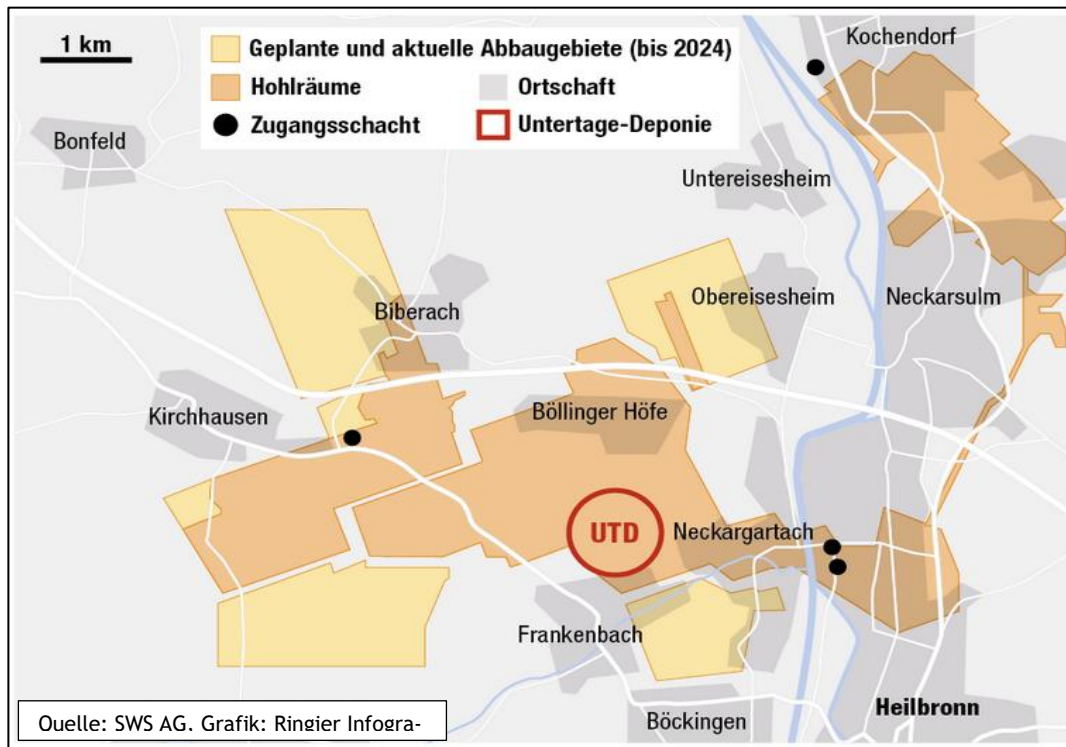 1 km
Geplante und aktuelle Abbaugebiete (bis 2024)
Hohlräume
Ortschaft
Zugangsschacht
Untertage-Deponie
Kochendorf
Bonfeld
Untereisesheim
Biberach
Obereisesheim
Neckarsulm
Kirchhausen
Böllinger Höfe
UTD
Neckargartach
Frankenbach
Böckingen
Heilbronn
Quelle: SWS AG. Grafik: Ringier Infogra-